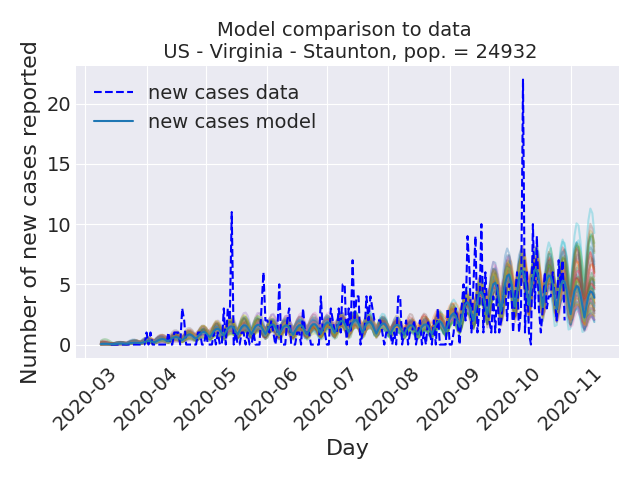 Model comparison to data
US - Virginia - Staunton, pop. = 24932
Number of new cases reported
new cases data
new cases model
20
15
10
5
0
2020-03
2020-04
2020-05
2020-06
2020-07
2020-08
2020-09
2020-10
2020-11
Day